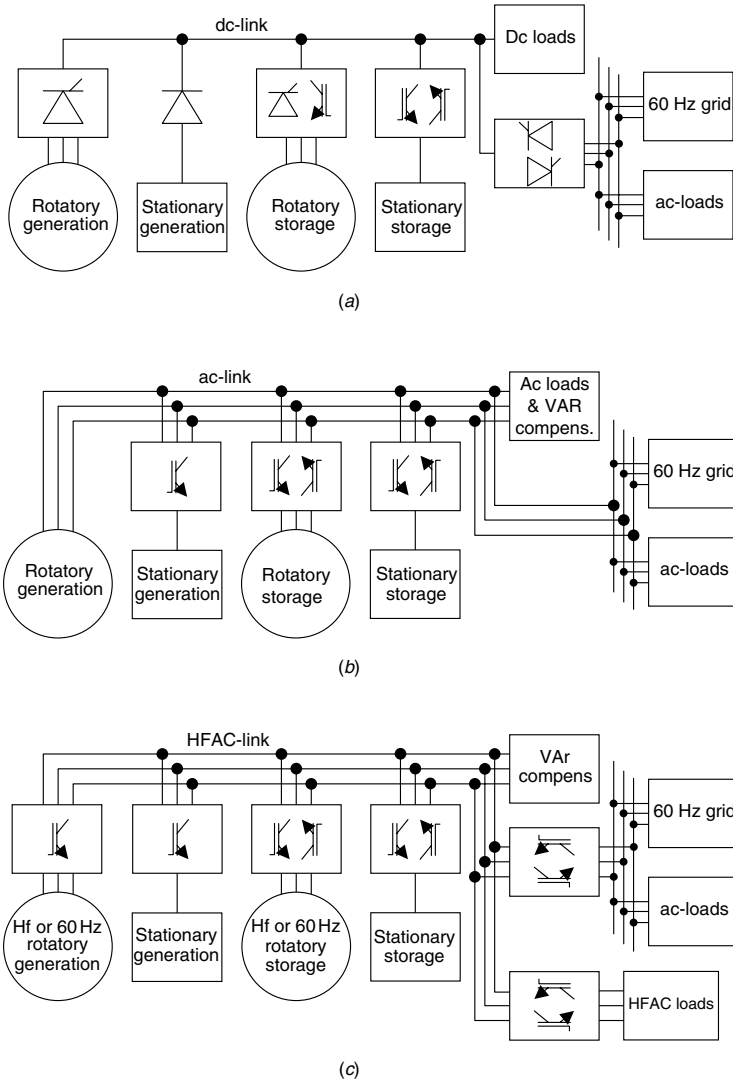 dc-link
Dc loads
60 Hz grid
ac-loads
Rotatory
generation
Stationary
generation
Rotatory
storage
Stationary
storage
(a)
ac-link
Ac loads
& VAR
compens.
60 Hz grid
ac-loads
Rotatory
generation
Stationary
generation
Rotatory
storage
Stationary
storage
(b)
HFAC-link
VAr
compens
60 Hz grid
ac-loads
Hf or 60 Hz
rotatory
generation
Stationary
generation
Hf or 60 Hz
rotatory
storage
Stationary
storage
HFAC loads
(c)